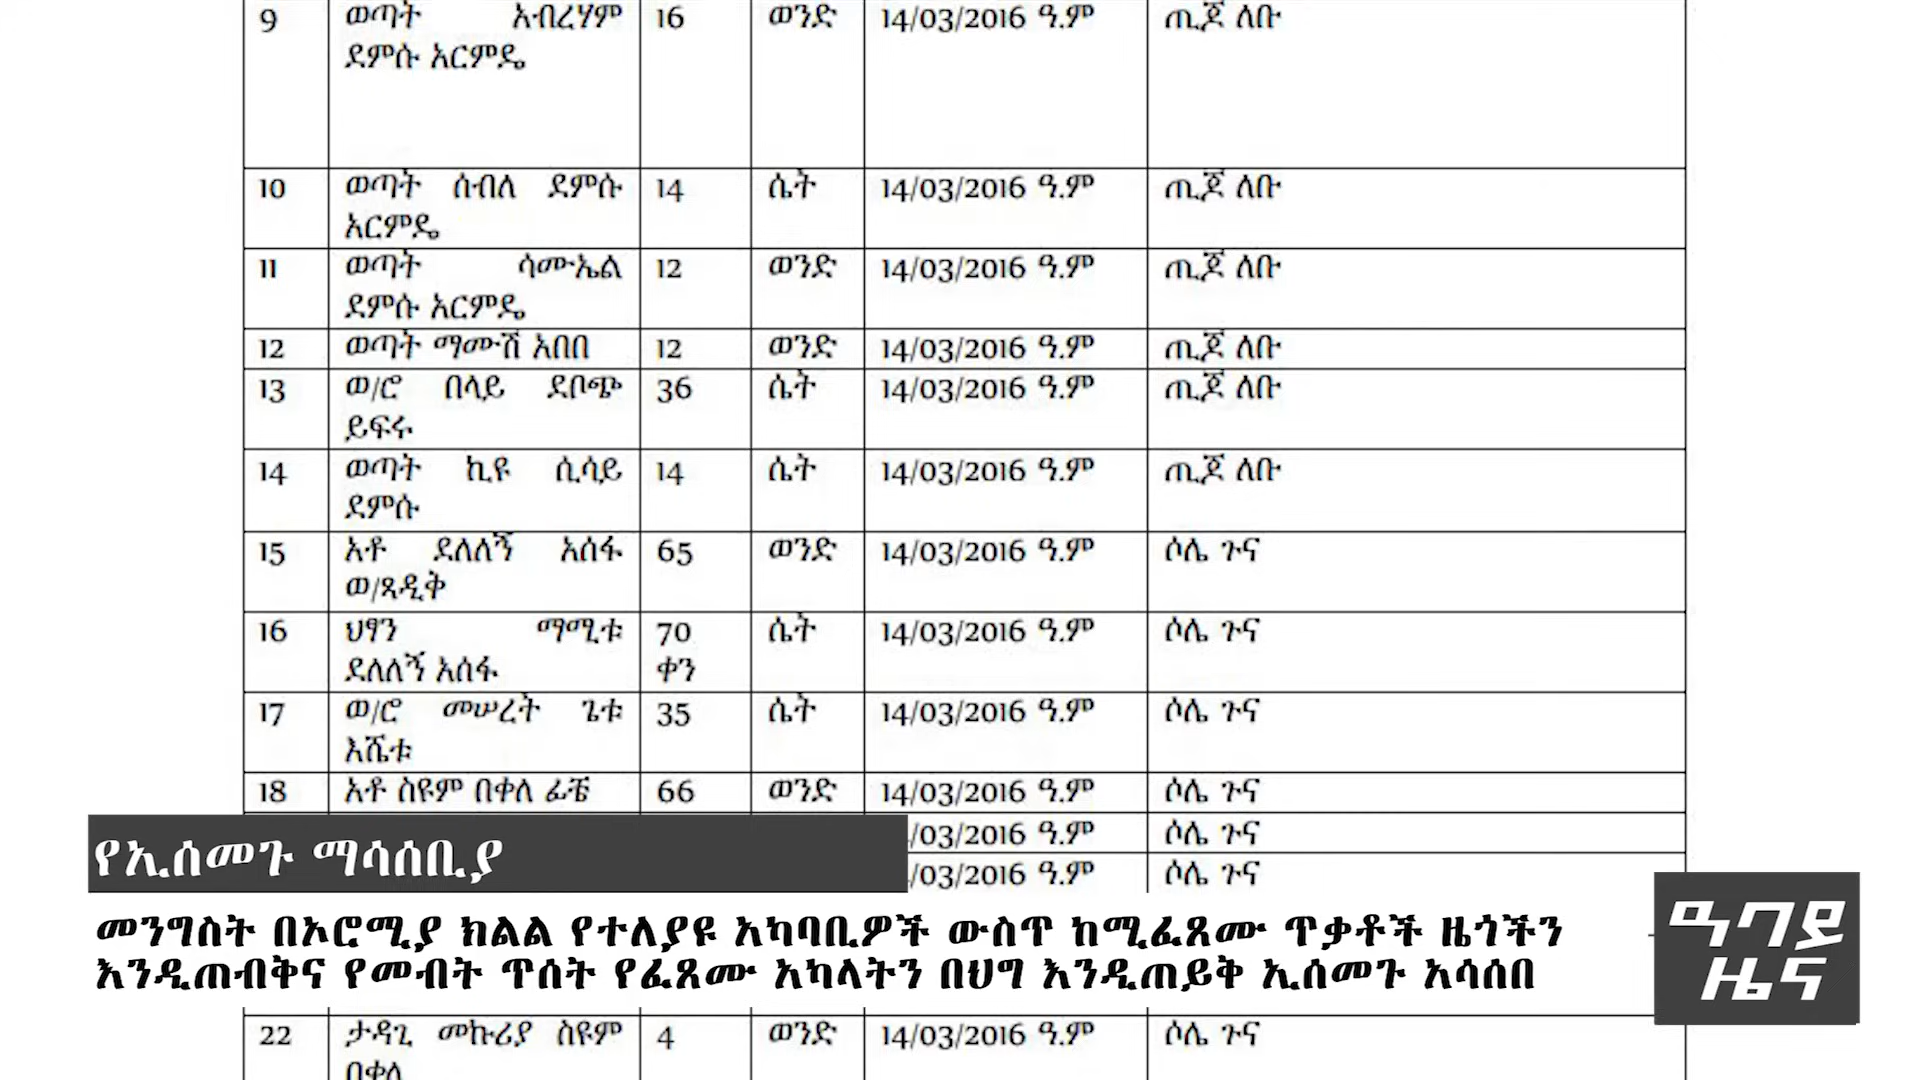 9 ወጣት አብረሃም 16 ወንድ 14/03/2016 ዓ.ም ጢጆ ለቡ
ደምሱ አርምዴ
10 ወጣት ሰብለ ደምሱ 14 ሴት 14/03/2016 ዓ.ም ጢጆ ለቡ
አርምዴ
11 ወጣት ሳሙኤል 12 ወንድ 14/03/2016 ዓ.ም ጢጆ ለቡ
ደምሱ አርምዴ
12 ወጣት ማሙሽ አበበ 12 ወንድ 14/03/2016 ዓ.ም ጢጆ ለቡ
13 ወ/ሮ በላይ ደቦጭ 36 ሴት 14/03/2016 ዓ.ም ጢጆ ለቡ
ይፍሩ
14 ወጣት ኪዩ ሲሳይ 14 ሴት 14/03/2016 ዓ.ም ጢጆ ለቡ
ደምሱ
15 አቶ ደለለኝ አሰፋ 65 ወንድ 14/03/2016 ዓ.ም ሶሌ ጉና
ወ/ጻዲቅ
16 ህፃን ማሚቱ 70 ሴት 14/03/2016 ዓ.ም ሶሌ ጉና
ደለለኝ አሰፋ ቀን
17 ወ/ሮ መሠረት ጌቱ 35 ሴት 14/03/2016 ዓ.ም ሶሌ ጉና
እሼቱ
18 አቶ ስዩም በቀለ ፊቼ 66 ወንድ 14/03/2016 ዓ.ም ሶሌ ጉና
/03/2016 ዓ.ም ሶሌ ጉና
/03/2016 ዓ.ም ሶሌ ጉና
የኢሰመጉ ማሳሰቢያ
መንግስት በኦሮሚያ ክልል የተለያዩ አካባቢዎች ውስጥ ከሚፈጸሙ ጥቃቶች ዜጎችን
እንዲጠብቅና የመብት ጥሰት የፈጸሙ አካላትን በህግ እንዲጠይቅ ኢሰመጉ አሳሰበ
ዓባይ
ዜና
22 ታዳጊ መኩሪያ ስዩም 4 ወንድ 14/03/2016 ዓ.ም ሶሌ ጉና
በቀለ